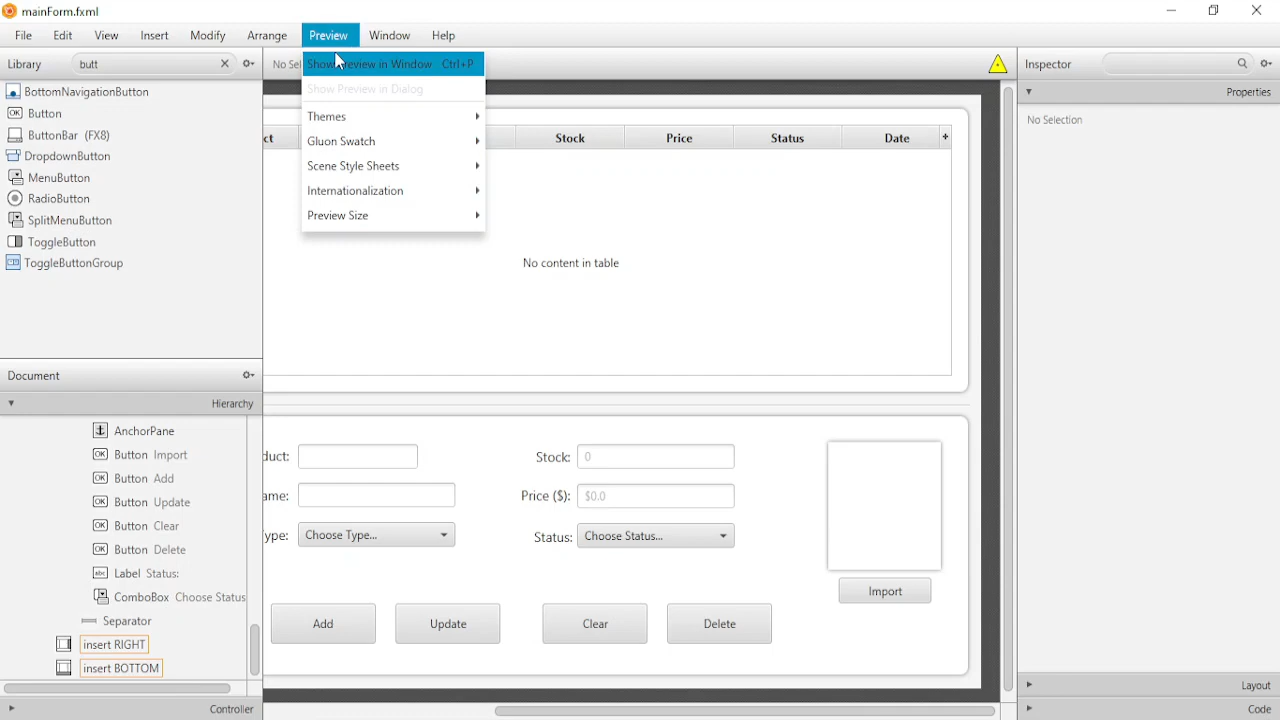 mainForm.fxml
File Edit View Insert Modify Arrange Preview Window Help
Library butt
BottomNavigationButton
Button
ButtonBar (FX8)
DropdownButton
MenuButton
RadioButton
SplitMenuButton
ToggleButton
ToggleButtonGroup
Document
Hierarchy
AnchorPane
Button Import
Button Add
Button Update
Button Clear
Button Delete
Label Status:
ComboBox Choose Status
Separator
insert RIGHT
insert BOTTOM
Controller
No Sel
Show Preview in Window Ctrl+P
Show Preview in Dialog
Themes
Gluon Swatch
Scene Style Sheets
Internationalization
Preview Size
ct Stock Price Status Date +
No content in table
duct: Stock: 0
ame: Price ($): $0.0
ype: Choose Type... Status: Choose Status...
Import
Add Update Clear Delete
Inspector
Properties
No Selection
Layout
Code